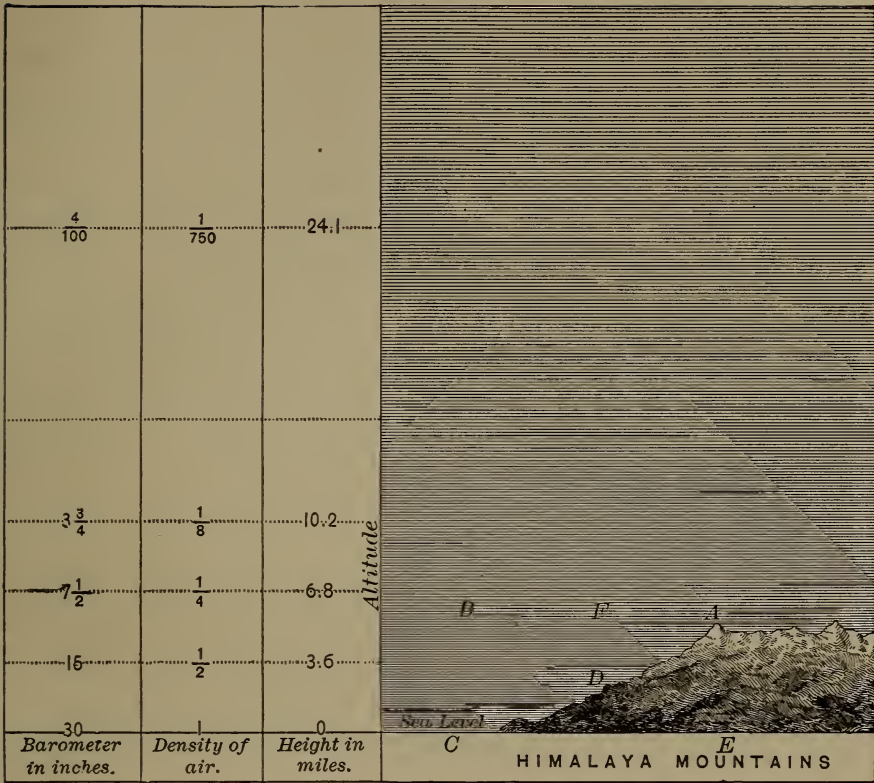 4/100 1/750 24.1
3 3/4 1/8 10.2
7 1/2 1/4 6.8
Altitude
B F A
15 1/2 3.6
D
30 1 0
Sea Level
Barometer in inches.
Density of air.
Height in miles.
C E
HIMALAYA MOUNTAINS